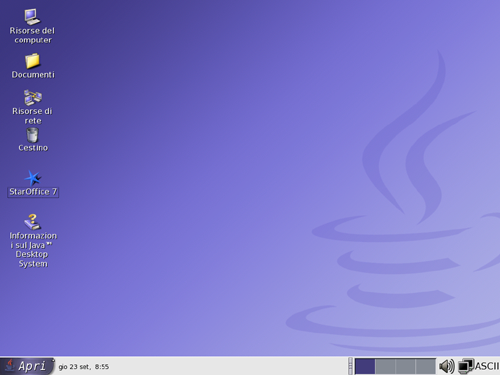 Risorse del
computer
Documenti
Risorse di
rete
Cestino
StarOffice 7
Informazion
i sul Java™
Desktop
System
Apri
gio 23 set, 8:55
ASCII